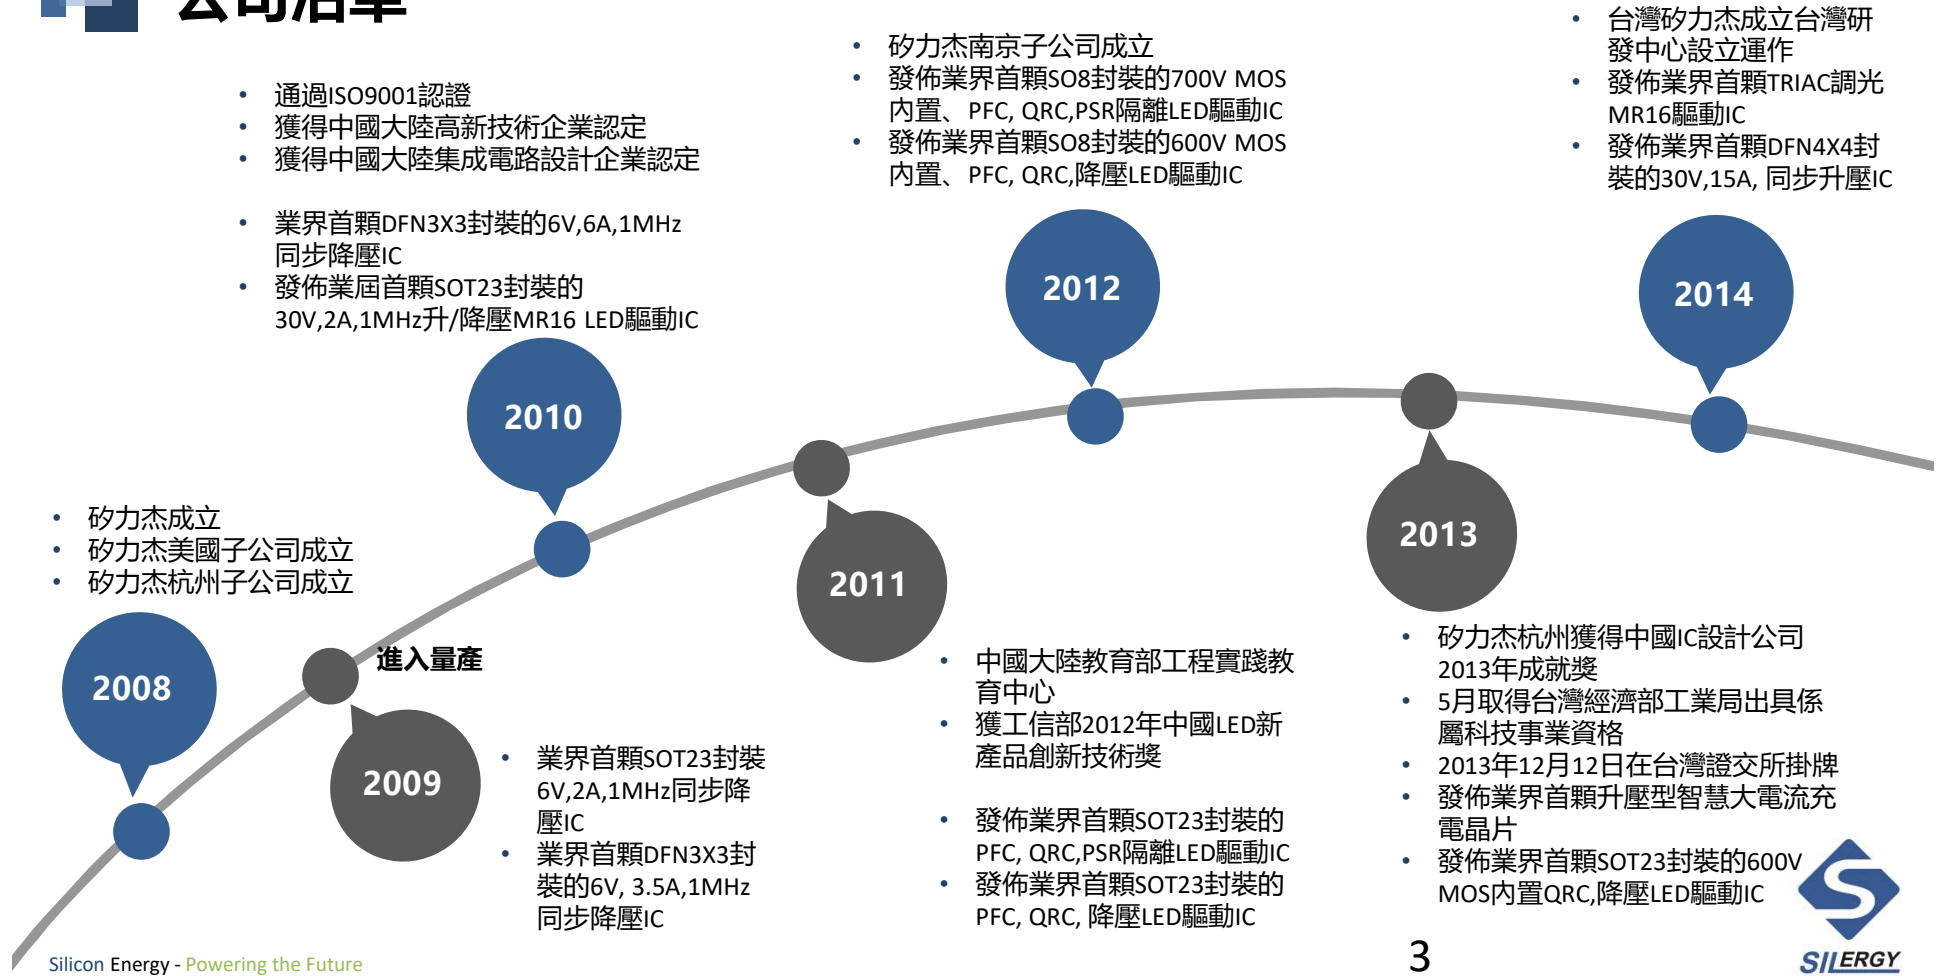 公司沿革
• 通過ISO9001認證
• 獲得中國大陸高新技術企業認定
• 獲得中國大陸集成電路設計企業認定
• 業界首顆DFN3X3封裝的6V,6A,1MHz
同步降壓IC
• 發佈業屆首顆SOT23封裝的
30V,2A,1MHz升/降壓MR16 LED驅動IC
2010
• 矽力杰成立
• 矽力杰美國子公司成立
• 矽力杰杭州子公司成立
2008
進入量產
2009
• 業界首顆SOT23封裝
6V,2A,1MHz同步降
壓IC
• 業界首顆DFN3X3封
裝的6V, 3.5A,1MHz
同步降壓IC
2011
• 中國大陸教育部工程實踐教
育中心
• 獲工信部2012年中國LED新
產品創新技術獎
• 發佈業界首顆SOT23封裝的
PFC, QRC,PSR隔離LED驅動IC
• 發佈業界首顆SOT23封裝的
PFC, QRC, 降壓LED驅動IC
• 矽力杰南京子公司成立
• 發佈業界首顆SO8封裝的700V MOS
內置、PFC, QRC,PSR隔離LED驅動IC
• 發佈業界首顆SO8封裝的600V MOS
內置、PFC, QRC,降壓LED驅動IC
2012
2013
• 矽力杰杭州獲得中國IC設計公司
2013年成就獎
• 5月取得台灣經濟部工業局出具係
屬科技事業資格
• 2013年12月12日在台灣證交所掛牌
• 發佈業界首顆升壓型智慧大電流充
電晶片
• 發佈業界首顆SOT23封裝的600V
MOS內置QRC,降壓LED驅動IC
• 台灣矽力杰成立台灣研
發中心設立運作
• 發佈業界首顆TRIAC調光
MR16驅動IC
• 發佈業界首顆DFN4X4封
裝的30V,15A, 同步升壓IC
2014
Silicon Energy - Powering the Future
3
SILERGY